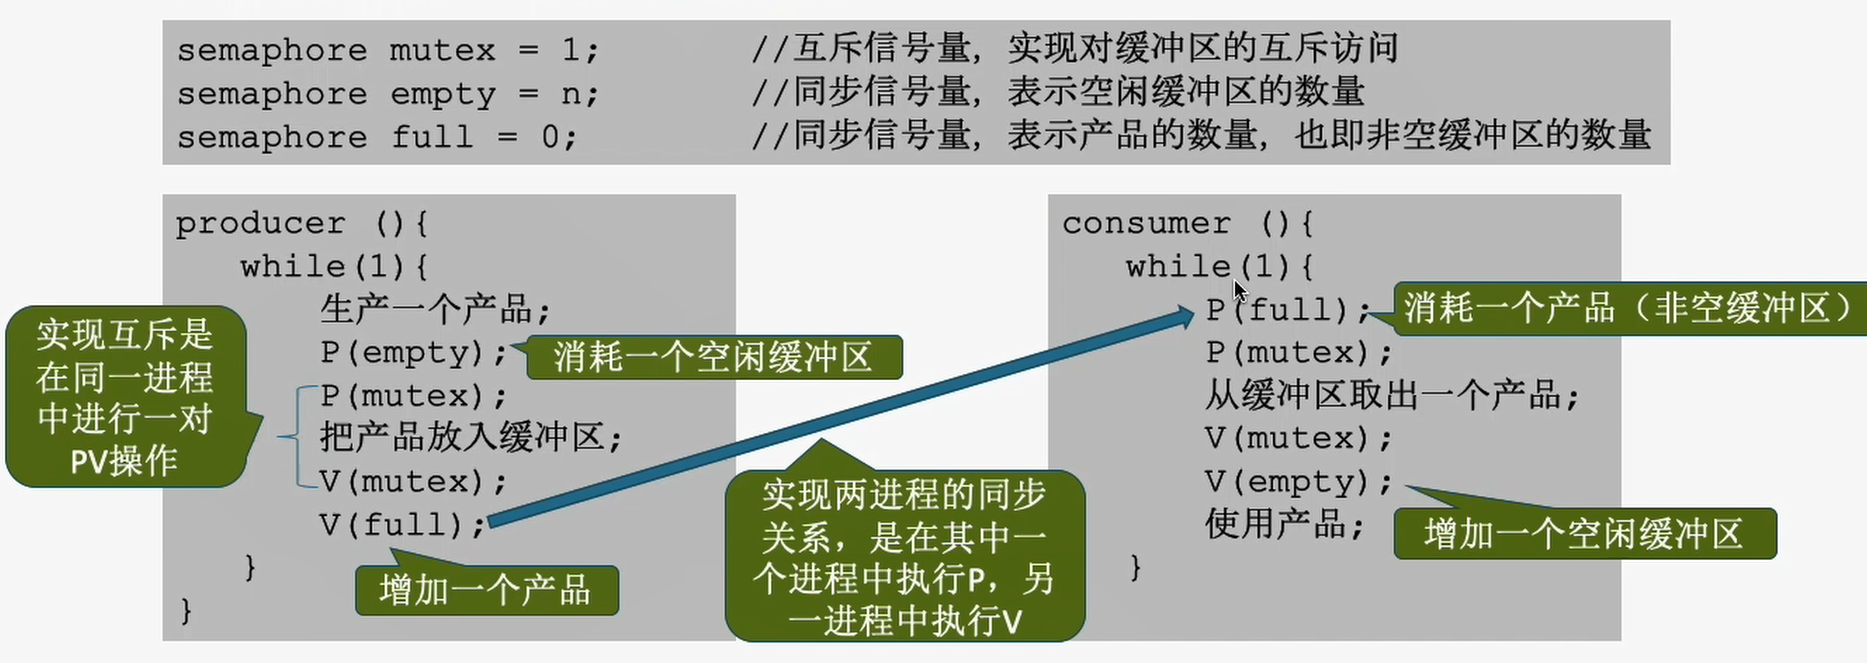 semaphore mutex = 1; //互斥信号量，实现对缓冲区的互斥访问
semaphore empty = n; //同步信号量，表示空闲缓冲区的数量
semaphore full = 0; //同步信号量，表示产品的数量，也即非空缓冲区的数量
producer (){
while(1){
生产一个产品;
P(empty);
消耗一个空闲缓冲区
P(mutex);
把产品放入缓冲区;
V(mutex);
V(full);
增加一个产品
}
}
实现互斥是
在同一进程
中进行一对
PV操作
实现两进程的同步
关系，是在其中一
个进程中执行P，另
一进程中执行V
consumer (){
while(1){
P(full);
消耗一个产品（非空缓冲区）
P(mutex);
从缓冲区取出一个产品;
V(mutex);
V(empty);
增加一个空闲缓冲区
使用产品;
}